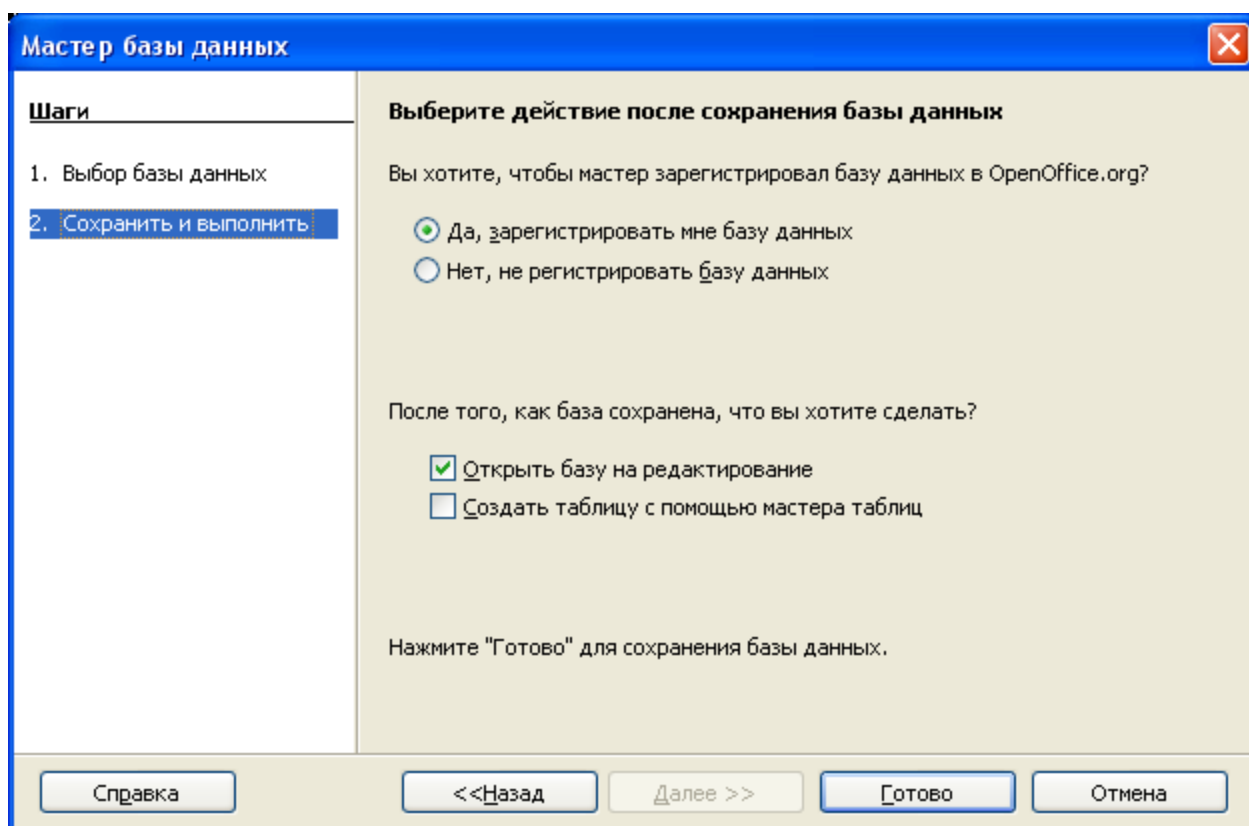 Мастер базы данных
Шаги
1. Выбор базы данных
2. Сохранить и выполнить
Выберите действие после сохранения базы данных
Вы хотите, чтобы мастер зарегистрировал базу данных в OpenOffice.org?
Да, зарегистрировать мне базу данных
Нет, не регистрировать базу данных
После того, как база сохранена, что вы хотите сделать?
Открыть базу на редактирование
Создать таблицу с помощью мастера таблиц
Нажмите "Готово" для сохранения базы данных.
Справка
<<Назад
Далее >>
Готово
Отмена